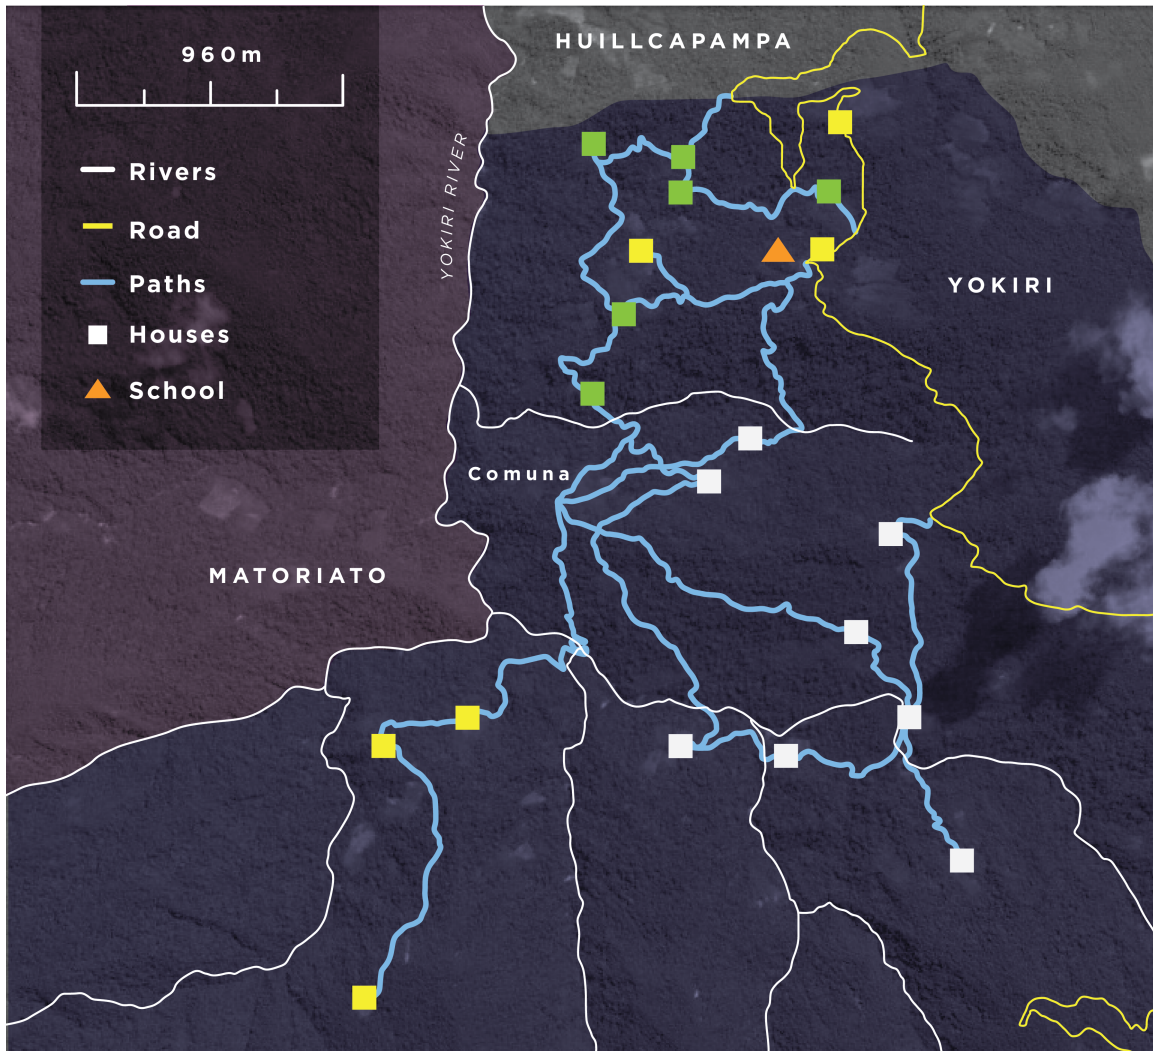 960m
Rivers
Road
Paths
Houses
School
HUILLCAPAMPA
YOKIRI RIVER
YOKIRI
Comuna
MATORIATO